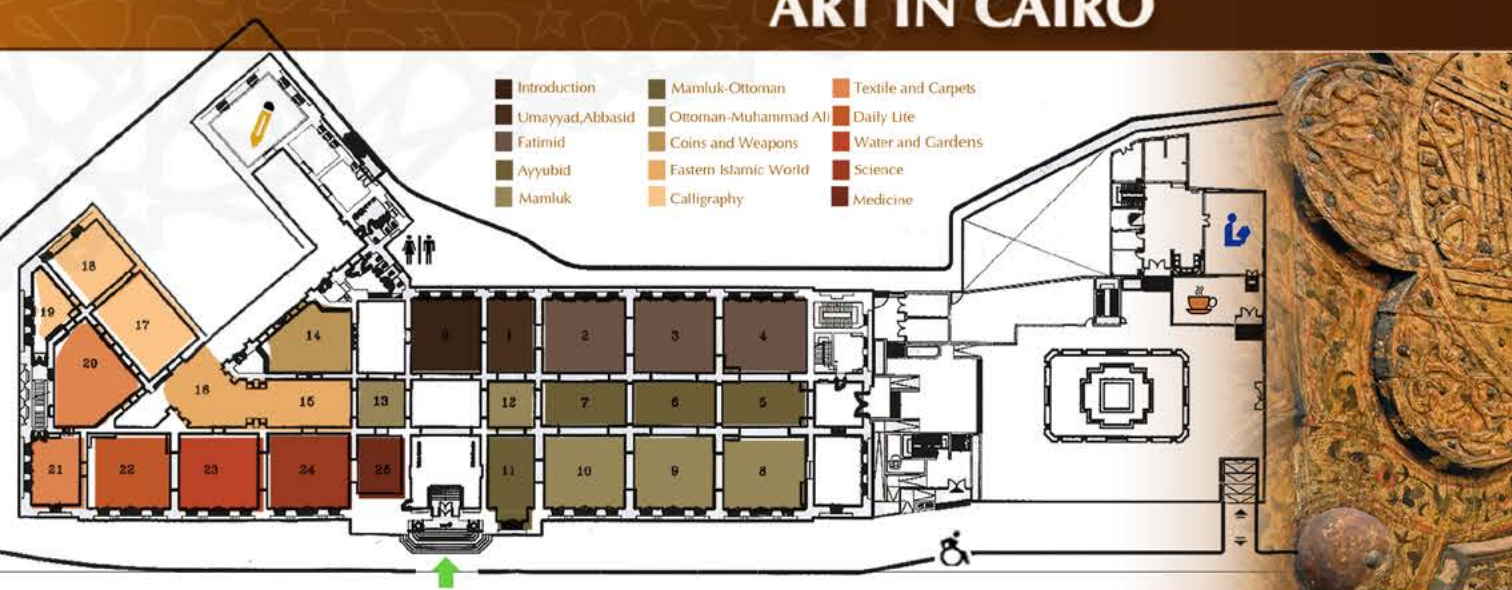 ART IN CAIRO
Introduction
Umayyad,Abbasid
Fatimid
Ayyubid
Mamluk
Mamluk-Ottoman
Ottoman-Muhammad Ali
Coins and Weapons
Eastern Islamic World
Calligraphy
Textile and Carpets
Daily Life
Water and Gardens
Science
Medicine
18
19
17
20
16
14
1
2
3
4
15
13
12
7
6
5
21
22
23
24
25
11
10
9
8